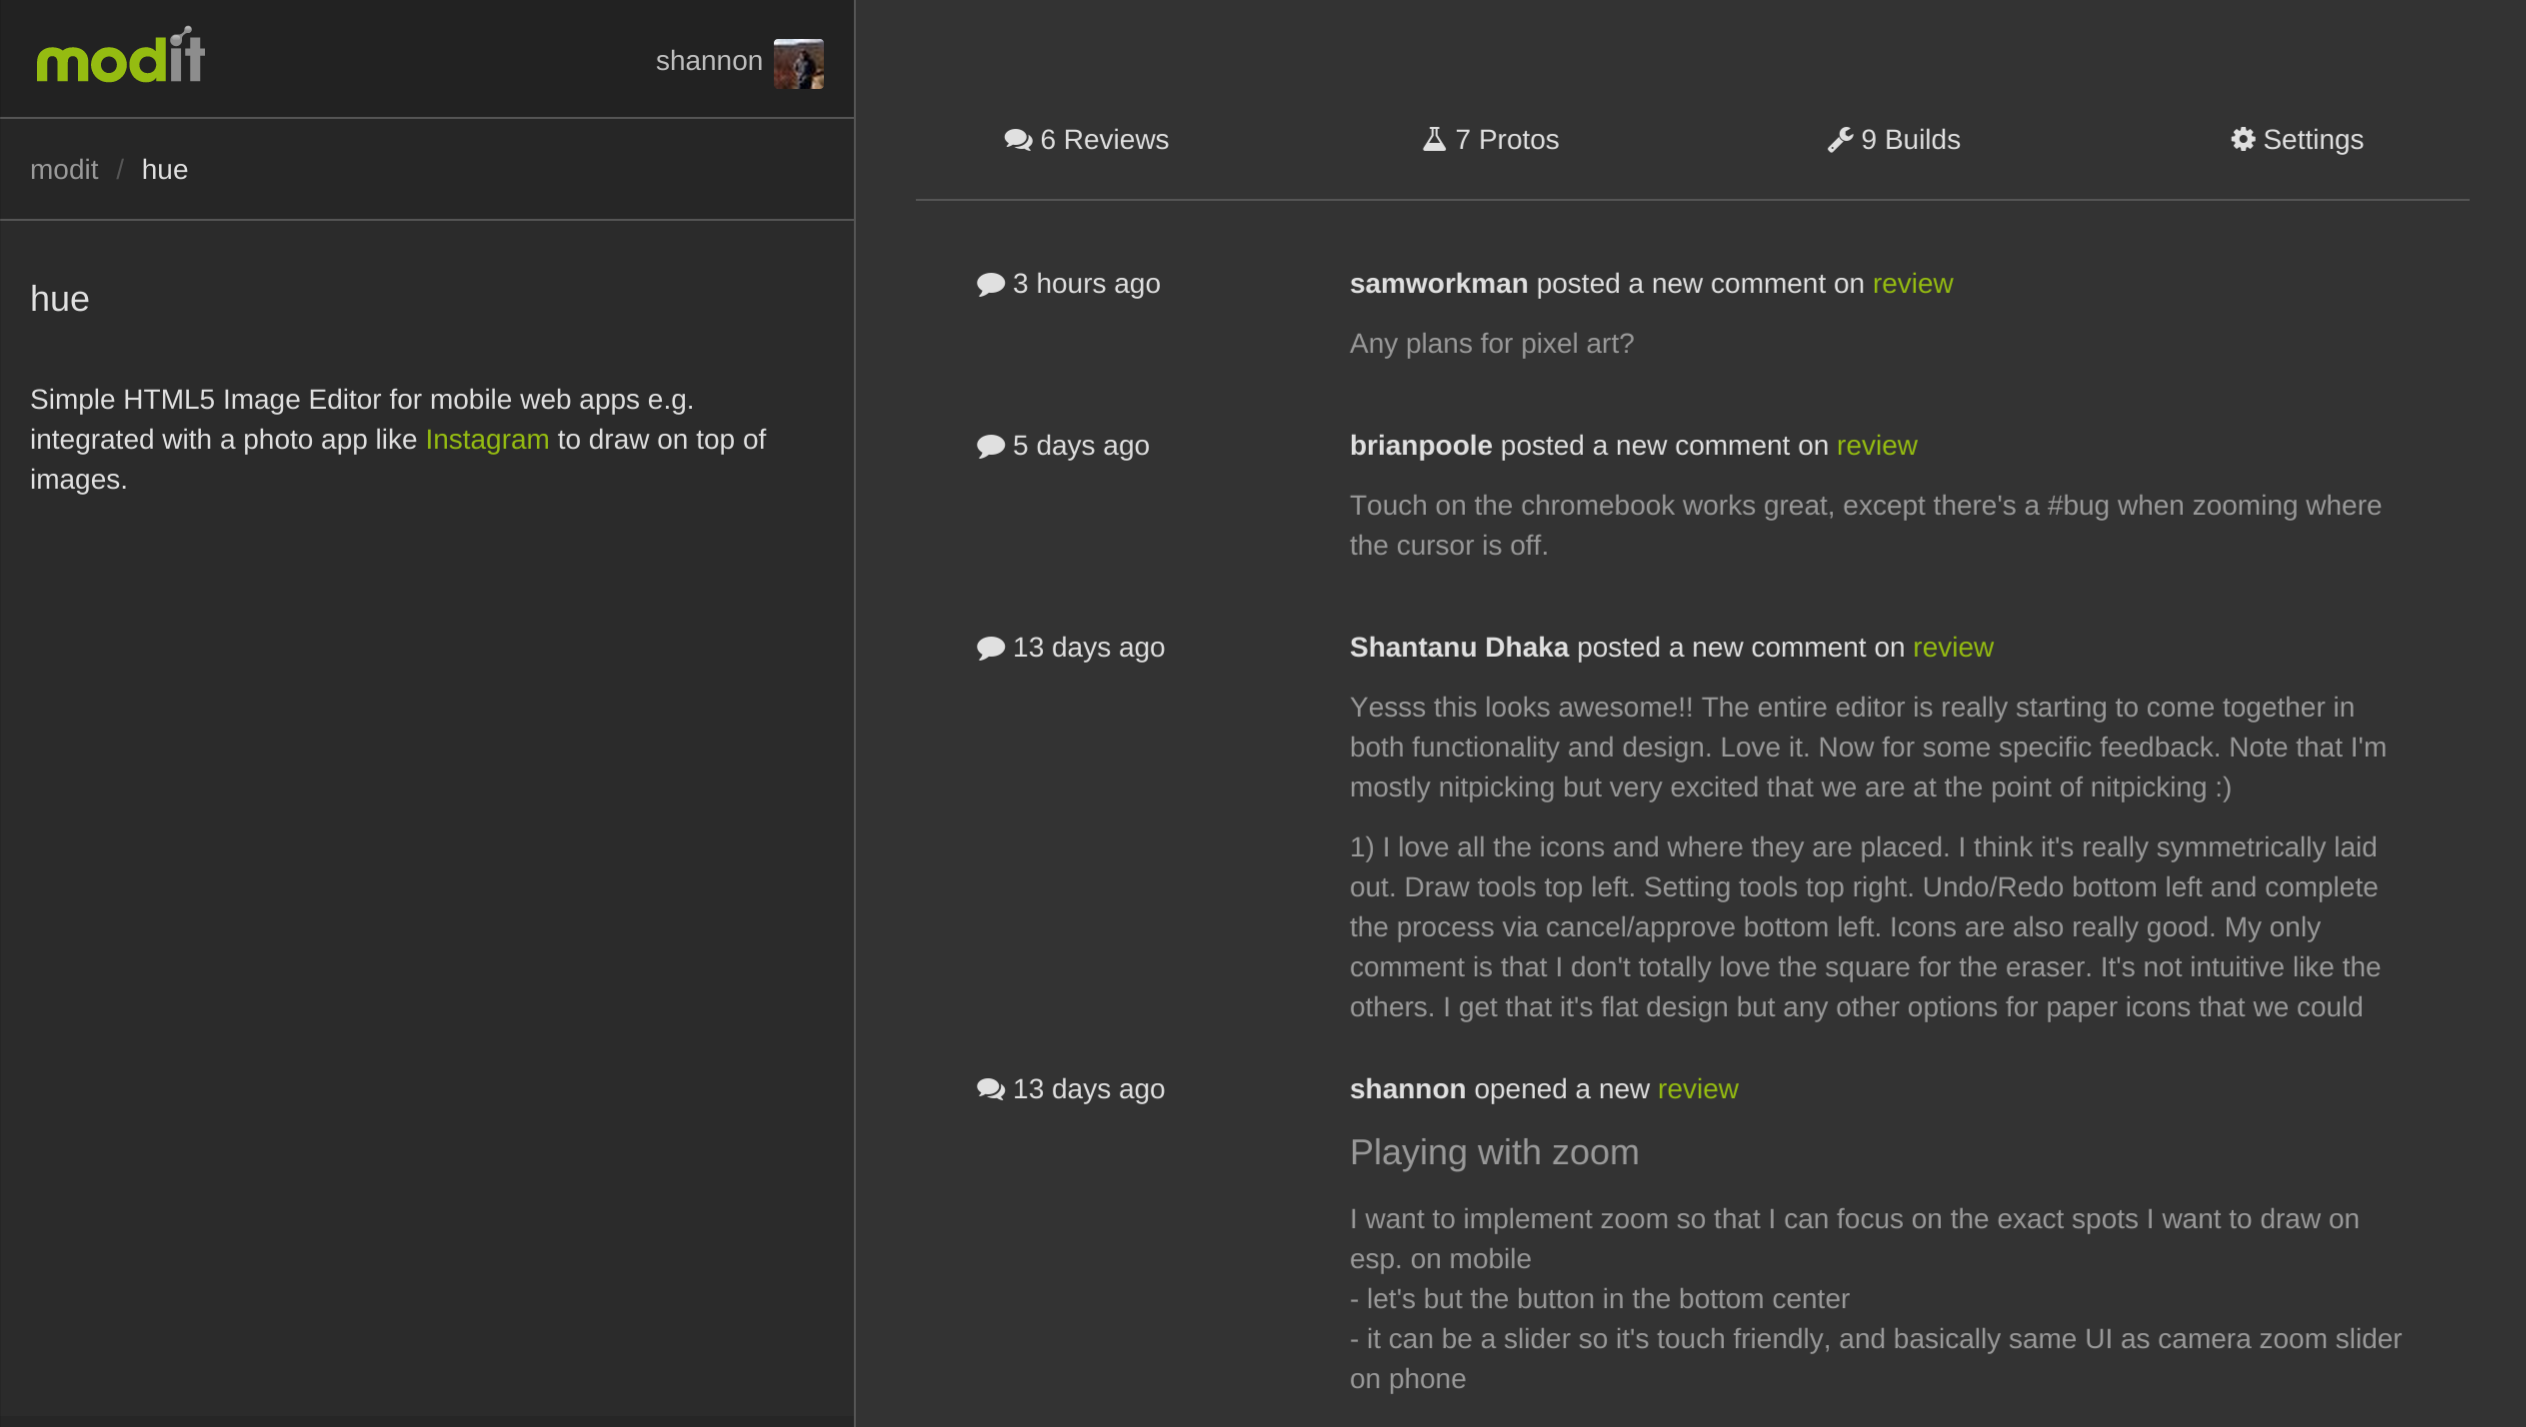 modit
shannon
modit / hue
hue
Simple HTML5 Image Editor for mobile web apps e.g.
integrated with a photo app like Instagram to draw on top of
images.
6 Reviews
7 Protos
9 Builds
Settings
3 hours ago
samworkman posted a new comment on review
Any plans for pixel art?
5 days ago
brianpoole posted a new comment on review
Touch on the chromebook works great, except there's a #bug when zooming where
the cursor is off.
13 days ago
Shantanu Dhaka posted a new comment on review
Yesss this looks awesome!! The entire editor is really starting to come together in
both functionality and design. Love it. Now for some specific feedback. Note that I'm
mostly nitpicking but very excited that we are at the point of nitpicking :)
1) I love all the icons and where they are placed. I think it's really symmetrically laid
out. Draw tools top left. Setting tools top right. Undo/Redo bottom left and complete
the process via cancel/approve bottom left. Icons are also really good. My only
comment is that I don't totally love the square for the eraser. It's not intuitive like the
others. I get that it's flat design but any other options for paper icons that we could
13 days ago
shannon opened a new review
Playing with zoom
I want to implement zoom so that I can focus on the exact spots I want to draw on
esp. on mobile
- let's but the button in the bottom center
- it can be a slider so it's touch friendly, and basically same UI as camera zoom slider
on phone